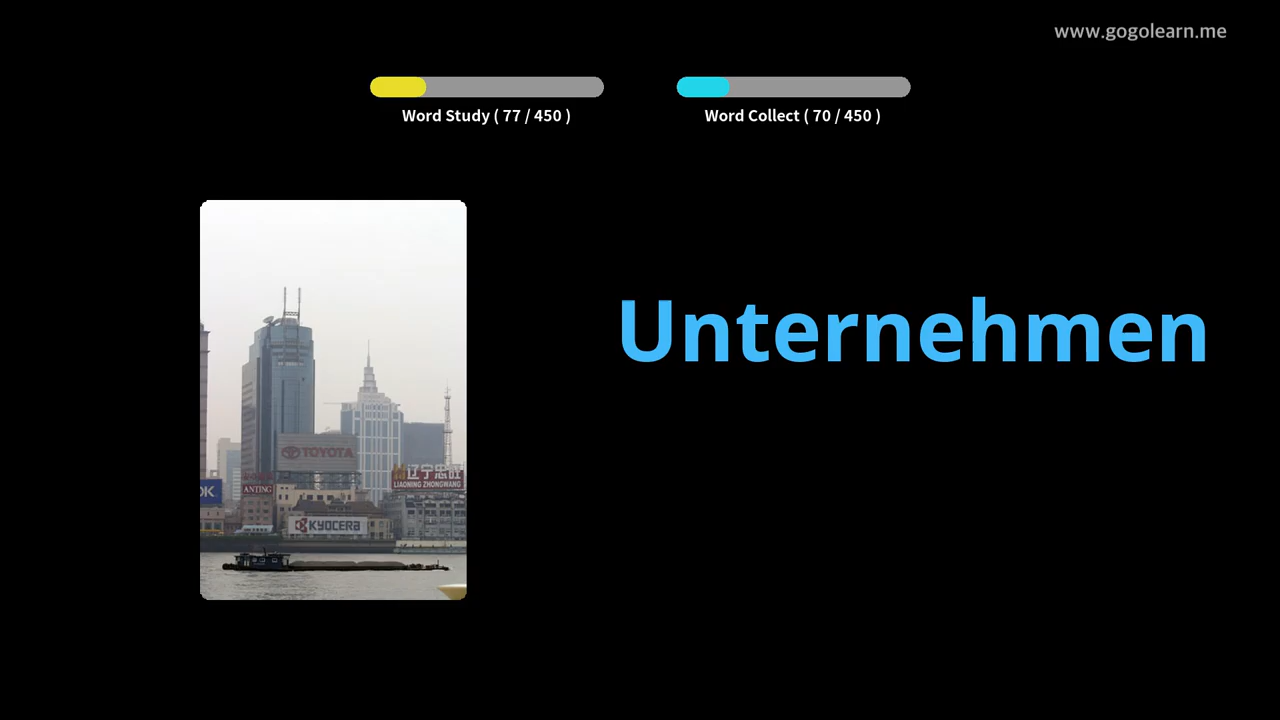 www.gogolearn.me
Word Study ( 77 / 450 )
Word Collect ( 70 / 450 )
Unternehmen
TOYOTA
辽宁忠旺
LIAONING ZHONGWANG
OK
ANTING
KYOCERA